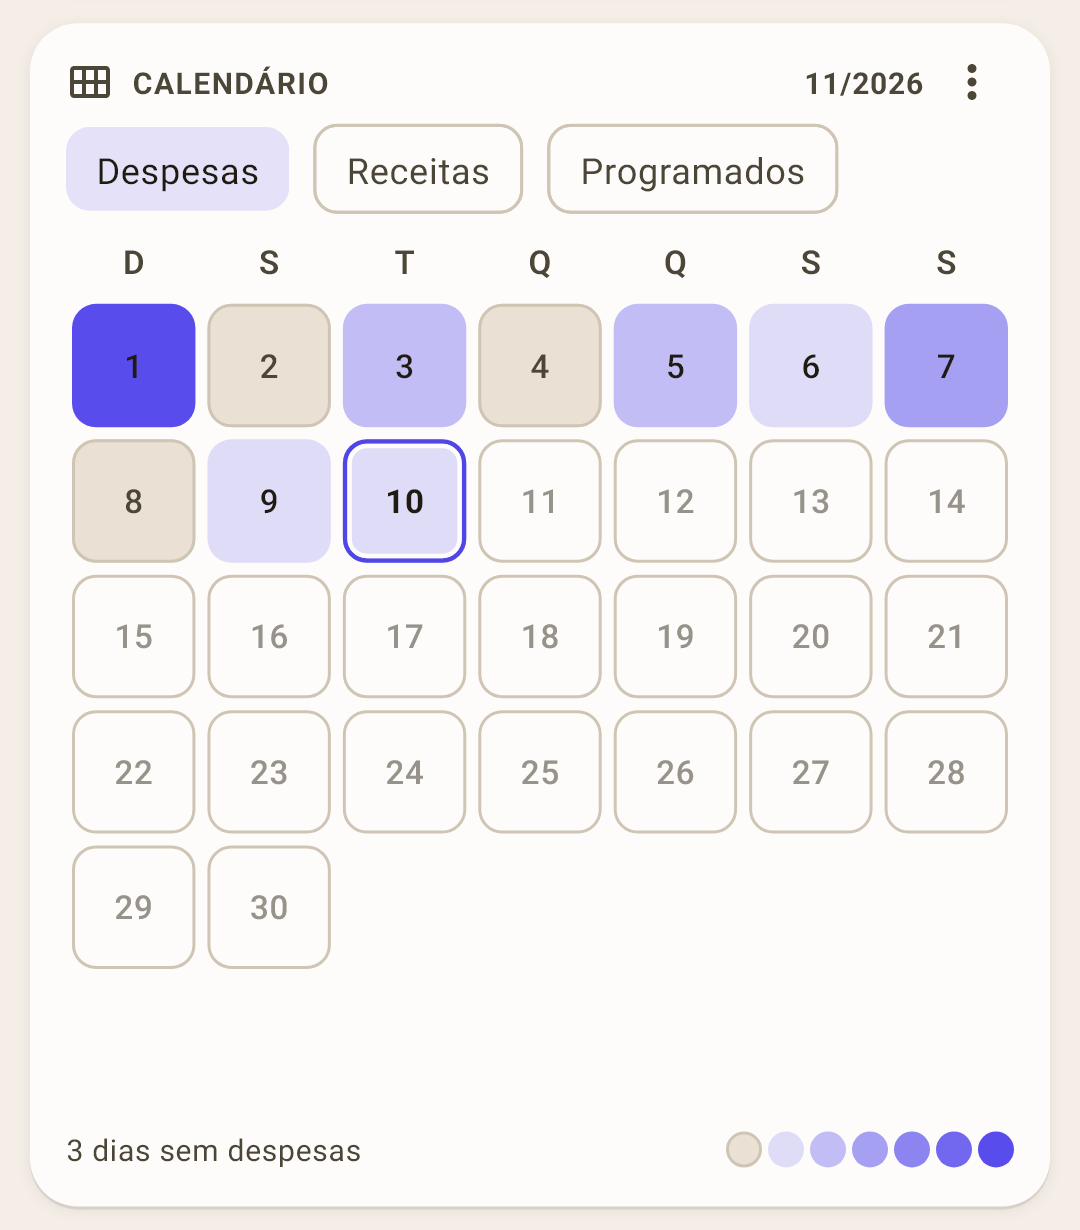 CALENDÁRIO 11/2026
Despesas Receitas Programados
D S T Q Q S S
1 2 3 4 5 6 7
8 9 10 11 12 13 14
15 16 17 18 19 20 21
22 23 24 25 26 27 28
29 30
3 dias sem despesas